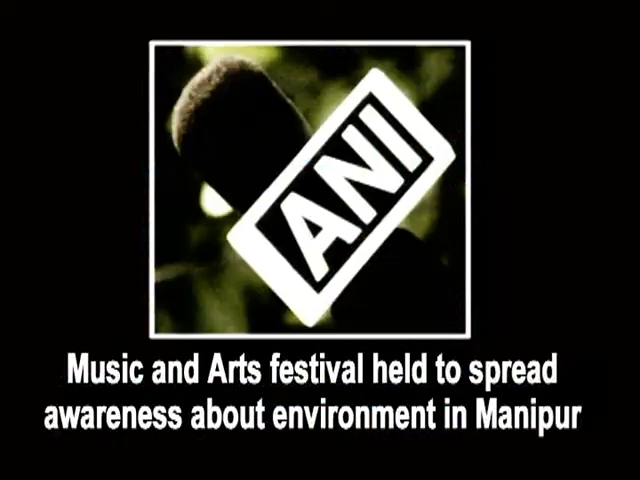 ANI
Music and Arts festival held to spread
awareness about environment in Manipur